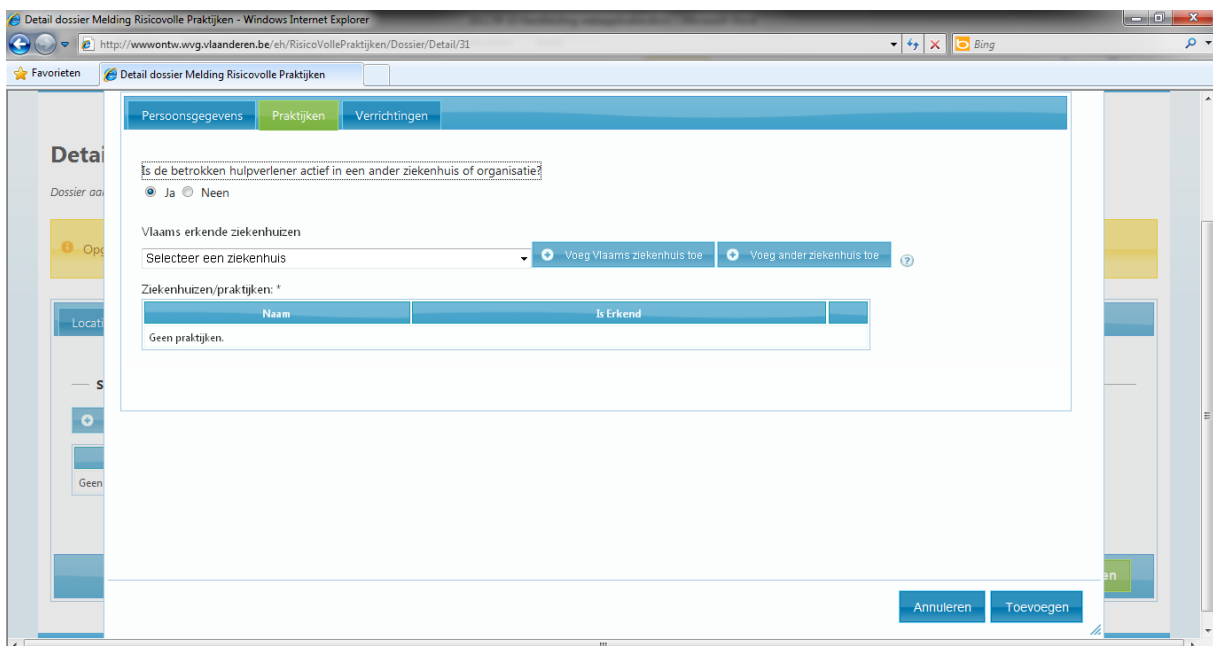 Detail dossier Melding Risicovolle Praktijken - Windows Internet Explorer
http://wwwontw.wvg.vlaanderen.be/eh/RisicoVollePraktijken/Dossier/Detail/31
Bing
Favorieten
Detail dossier Melding Risicovolle Praktijken
Persoonsgegevens Praktijken Verrichtingen
Detai
Is de betrokken hulpverlener actief in een ander ziekenhuis of organisatie?
Dossier aa
Ja Neen
Vlaams erkende ziekenhuizen
Opg
Selecteer een ziekenhuis Voeg Vlaams ziekenhuis toe Voeg ander ziekenhuis toe
Ziekenhuizen/praktijken: *
Naam Is Erkend
Locati
Geen praktijken.
S
Geen
en
Annuleren Toevoegen